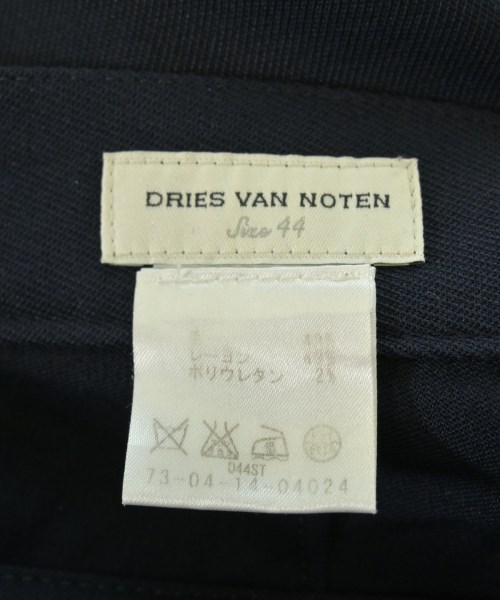 DRIES VAN NOTEN
Size 44
レーヨン 49%
ポリウレタン 2%
044ST
73-04-14-04024